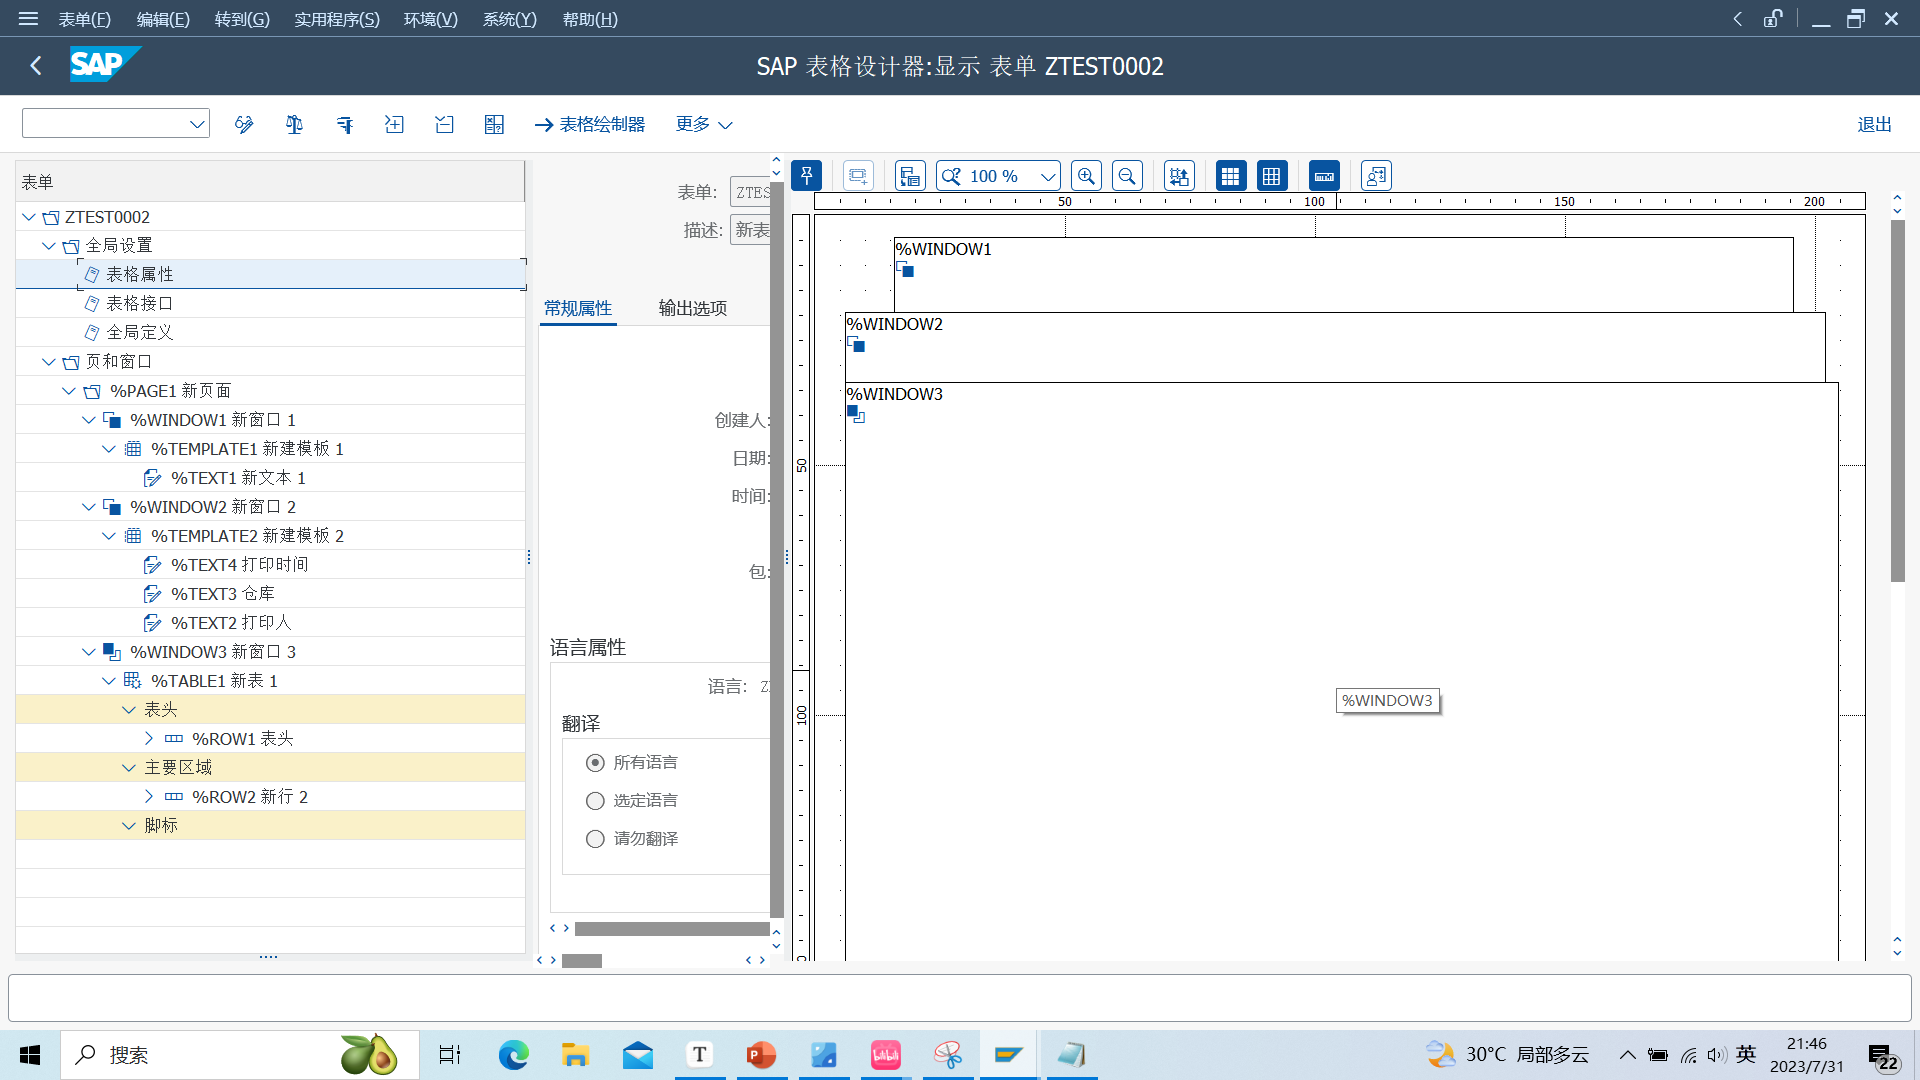 表单(F) 编辑(E) 转到(G) 实用程序(S) 环境(V) 系统(Y) 帮助(H)
SAP
SAP 表格设计器:显示 表单 ZTEST0002
表格绘制器 更多 退出
表单
ZTEST0002
全局设置
表格属性
表格接口
全局定义
页和窗口
%PAGE1 新页面
%WINDOW1 新窗口 1
%TEMPLATE1 新建模板 1
%TEXT1 新文本 1
%WINDOW2 新窗口 2
%TEMPLATE2 新建模板 2
%TEXT4 打印时间
%TEXT3 仓库
%TEXT2 打印人
%WINDOW3 新窗口 3
%TABLE1 新表 1
表头
%ROW1 表头
主要区域
%ROW2 新行 2
脚标
表单: ZTES
描述: 新表
常规属性 输出选项
创建人:
日期:
时间:
包:
语言属性
语言:
翻译
所有语言
选定语言
请勿翻译
100 %
50 100 150 200
50
100
%WINDOW1
%WINDOW2
%WINDOW3
%WINDOW3
搜索
T
P
bilibili
30°C 局部多云
英
21:46
2023/7/31
22